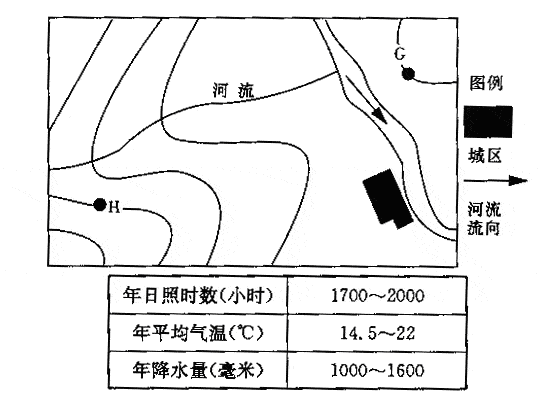 G
河流
图例
城区
H
河流
流向
年日照时数(小时) 1700～2000
年平均气温(℃) 14.5～22
年降水量(毫米) 1000～1600